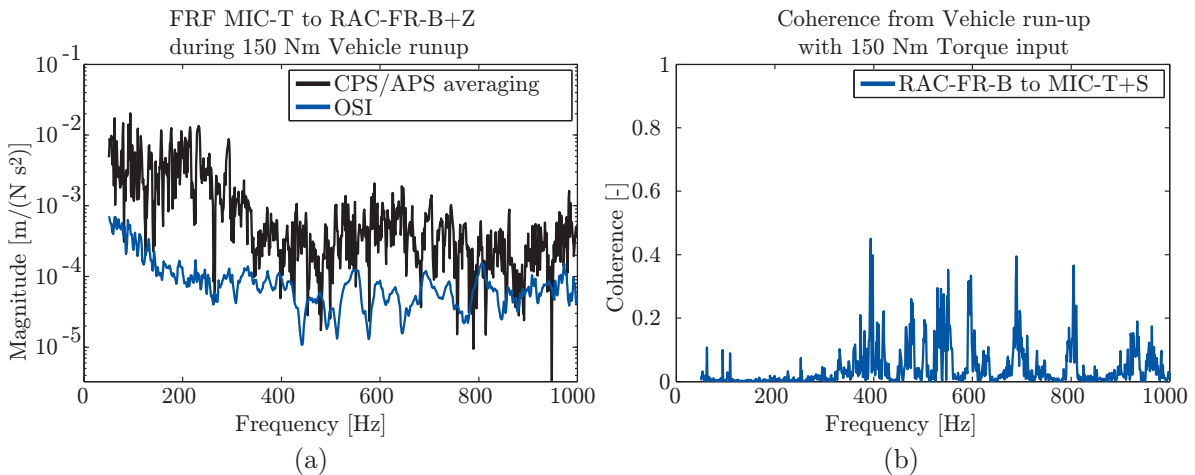 FRF MIC-T to RAC-FR-B+Z
during 150 Nm Vehicle runup
CPS/APS averaging
OSI
Magnitude [m/(N s²)]
10⁻¹
10⁻²
10⁻³
10⁻⁴
10⁻⁵
0 200 400 600 800 1000
Frequency [Hz]
(a)
Coherence from Vehicle run-up
with 150 Nm Torque input
RAC-FR-B to MIC-T+S
Coherence [-]
1
0.8
0.6
0.4
0.2
0
0 200 400 600 800 1000
Frequency [Hz]
(b)